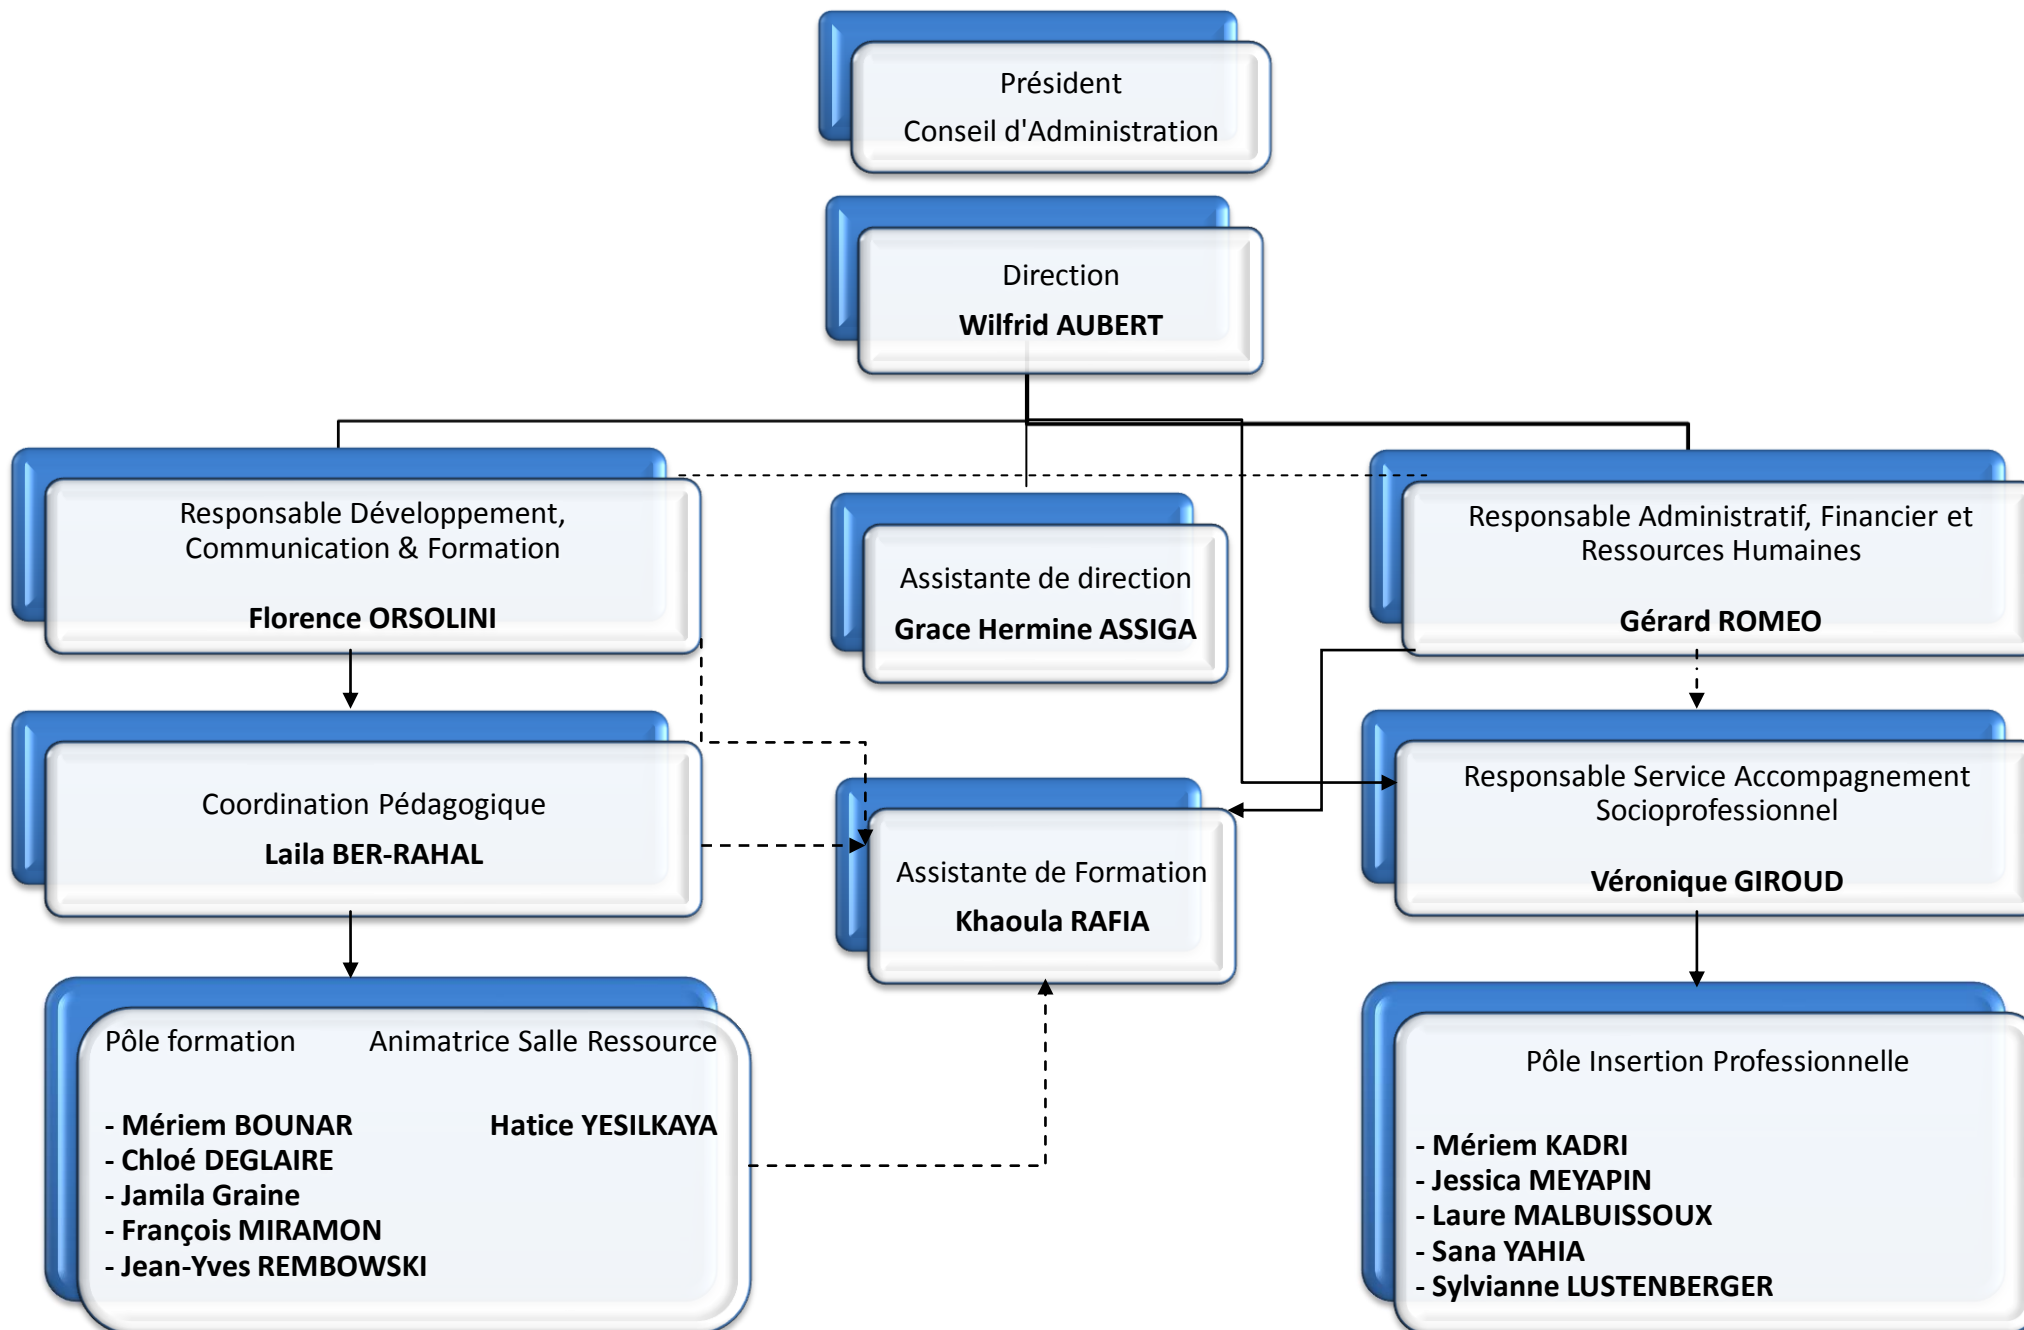 Président
Conseil d'Administration
Direction
Wilfrid AUBERT
Responsable Développement,
Communication & Formation
Florence ORSOLINI
Assistante de direction
Grace Hermine ASSIGA
Responsable Administratif, Financier et
Ressources Humaines
Gérard ROMEO
Coordination Pédagogique
Laila BER-RAHAL
Assistante de Formation
Khaoula RAFIA
Responsable Service Accompagnement
Socioprofessionnel
Véronique GIROUD
Pôle formation Animatrice Salle Ressource
- Mériem BOUNAR Hatice YESILKAYA
- Chloé DEGLAIRE
- Jamila Graine
- François MIRAMON
- Jean-Yves REMBOWSKI
Pôle Insertion Professionnelle
- Mériem KADRI
- Jessica MEYAPIN
- Laure MALBUISSOUX
- Sana YAHIA
- Sylvianne LUSTENBERGER